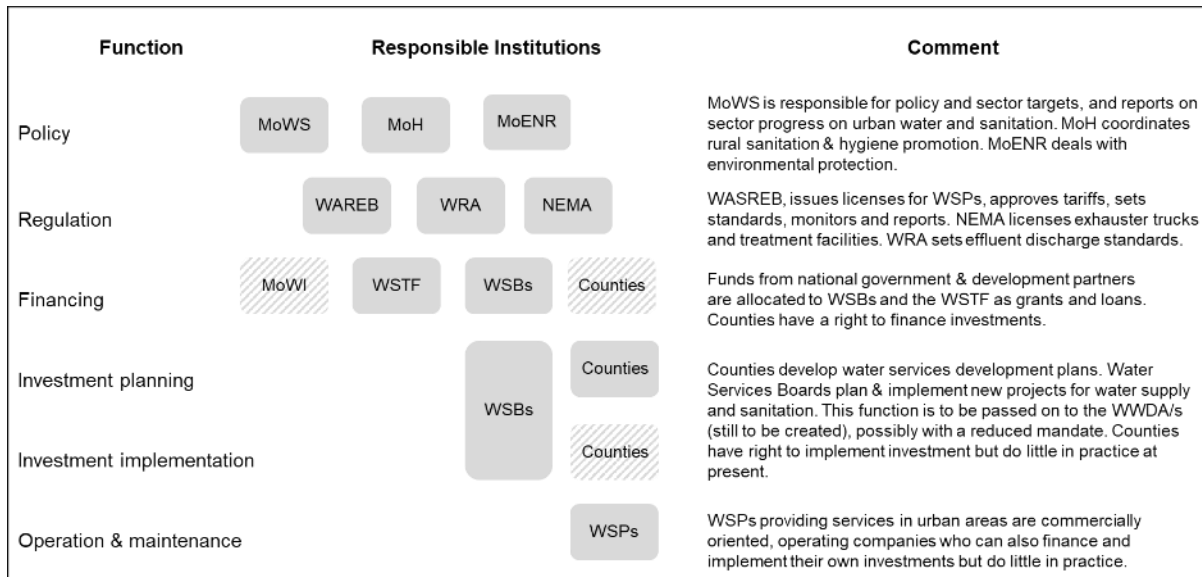 Function Responsible Institutions Comment
Policy
MoWS MoH MoENR
MoWS is responsible for policy and sector targets, and reports on
sector progress on urban water and sanitation. MoH coordinates
rural sanitation & hygiene promotion. MoENR deals with
environmental protection.
Regulation
WAREB WRA NEMA
WASREB, issues licenses for WSPs, approves tariffs, sets
standards, monitors and reports. NEMA licenses exhauster trucks
and treatment facilities. WRA sets effluent discharge standards.
Financing
MoWI WSTF WSBs Counties
Funds from national government & development partners
are allocated to WSBs and the WSTF as grants and loans.
Counties have a right to finance investments.
Investment planning
WSBs Counties
Investment implementation
Counties
Counties develop water services development plans. Water
Services Boards plan & implement new projects for water supply
and sanitation. This function is to be passed on to the WWDA/s
(still to be created), possibly with a reduced mandate. Counties
have right to implement investment but do little in practice at
present.
Operation & maintenance
WSPs
WSPs providing services in urban areas are commercially
oriented, operating companies who can also finance and
implement their own investments but do little in practice.